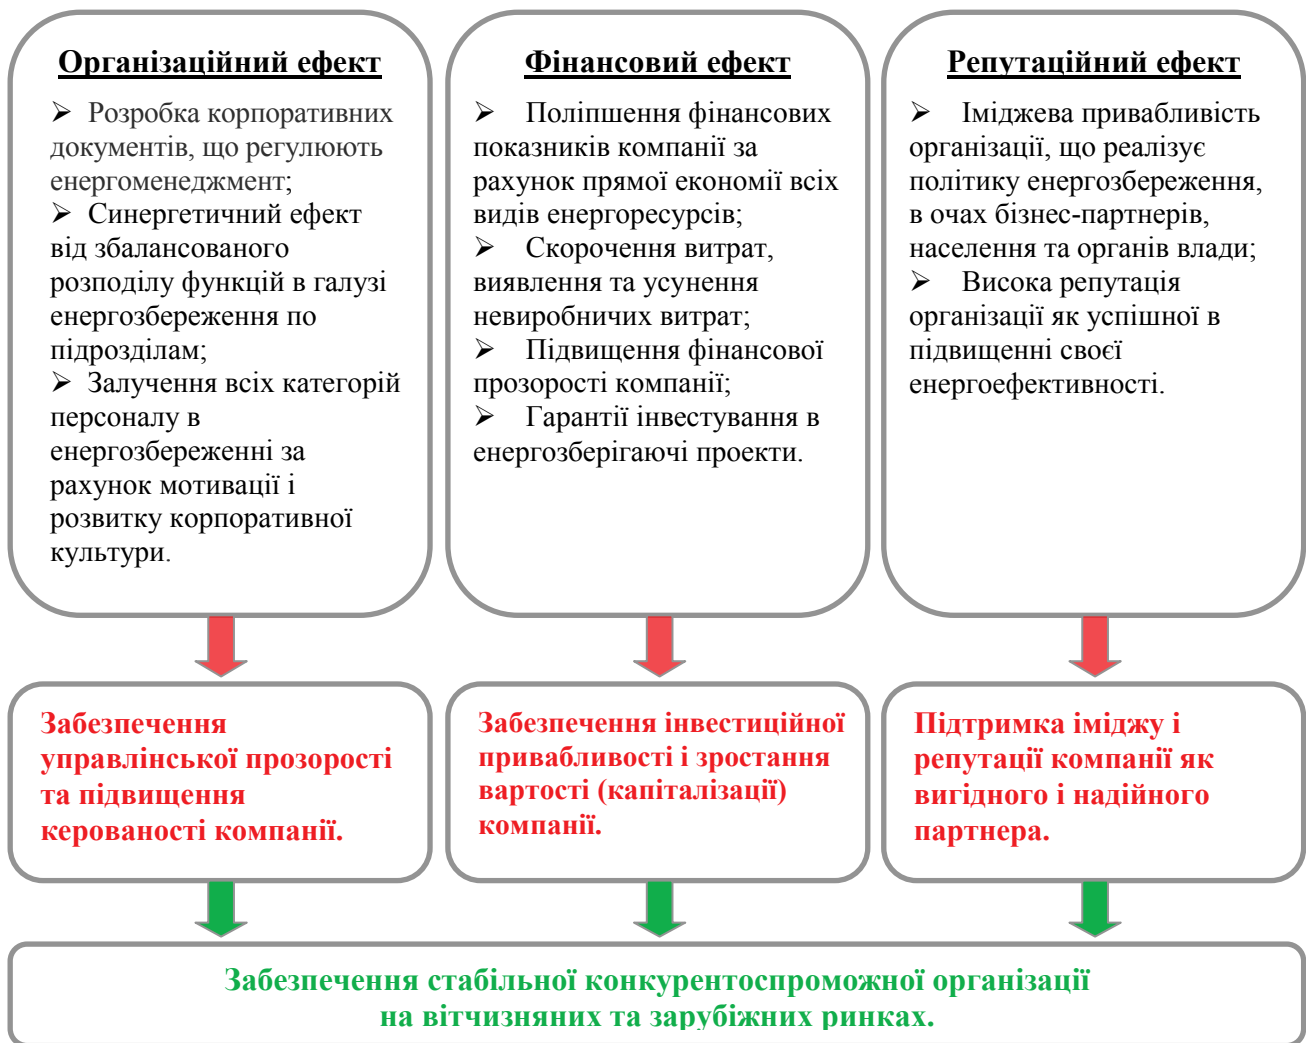 Організаційний ефект
➢ Розробка корпоративних
документів, що регулюють
енергоменеджмент;
➢ Синергетичний ефект
від збалансованого
розподілу функцій в галузі
енергозбереження по
підрозділам;
➢ Залучення всіх категорій
персоналу в
енергозбереженні за
рахунок мотивації і
розвитку корпоративної
культури.
Фінансовий ефект
➢ Поліпшення фінансових
показників компанії за
рахунок прямої економії всіх
видів енергоресурсів;
➢ Скорочення витрат,
виявлення та усунення
невиробничих витрат;
➢ Підвищення фінансової
прозорості компанії;
➢ Гарантії інвестування в
енергозберігаючі проекти.
Репутаційний ефект
➢ Іміджева привабливість
організації, що реалізує
політику енергозбереження,
в очах бізнес-партнерів,
населення та органів влади;
➢ Висока репутація
організації як успішної в
підвищенні своєї
енергоефективності.
Забезпечення
управлінської прозорості
та підвищення
керованості компанії.
Забезпечення інвестиційної
привабливості і зростання
вартості (капіталізації)
компанії.
Підтримка іміджу і
репутації компанії як
вигідного і надійного
партнера.
Забезпечення стабільної конкурентоспроможної організації
на вітчизняних та зарубіжних ринках.